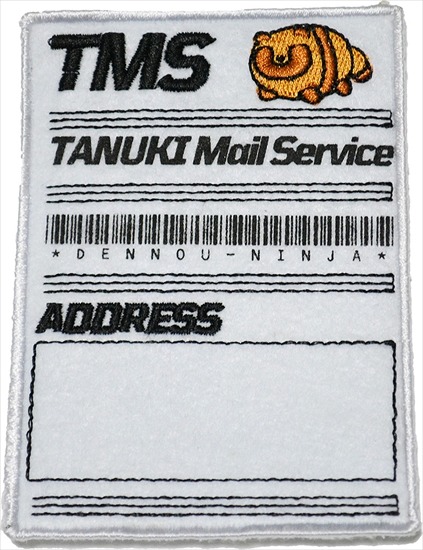 TMS
TANUKI Mail Service
*DENNOU-NINJA*
ADDRESS